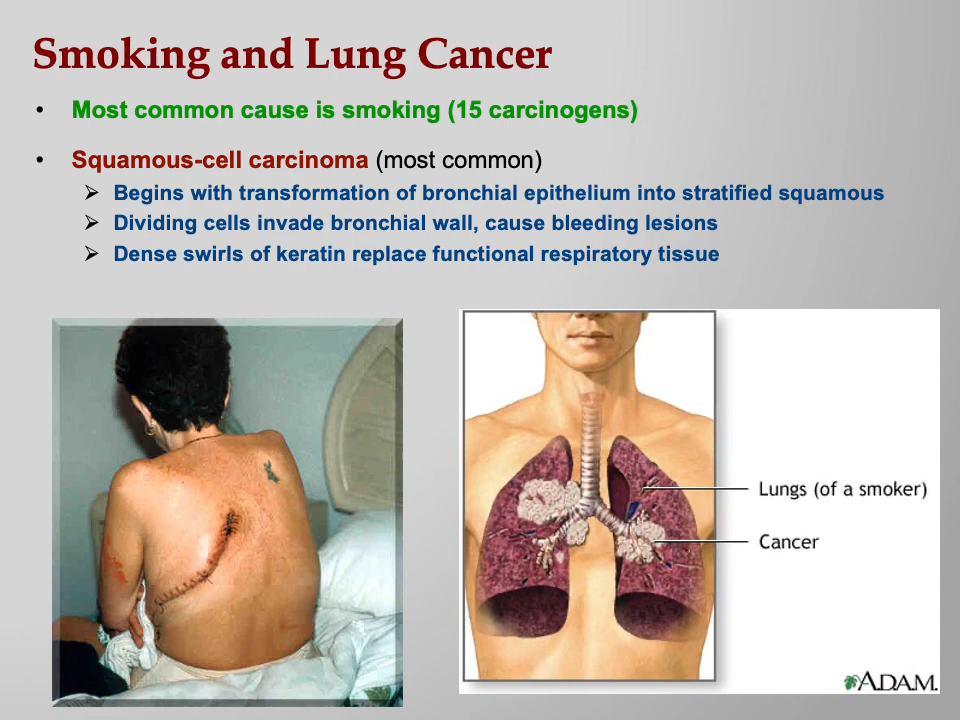 Smoking and Lung Cancer
• Most common cause is smoking (15 carcinogens)
• Squamous-cell carcinoma (most common)
➢ Begins with transformation of bronchial epithelium into stratified squamous
➢ Dividing cells invade bronchial wall, cause bleeding lesions
➢ Dense swirls of keratin replace functional respiratory tissue
Lungs (of a smoker)
Cancer
A.D.A.M.